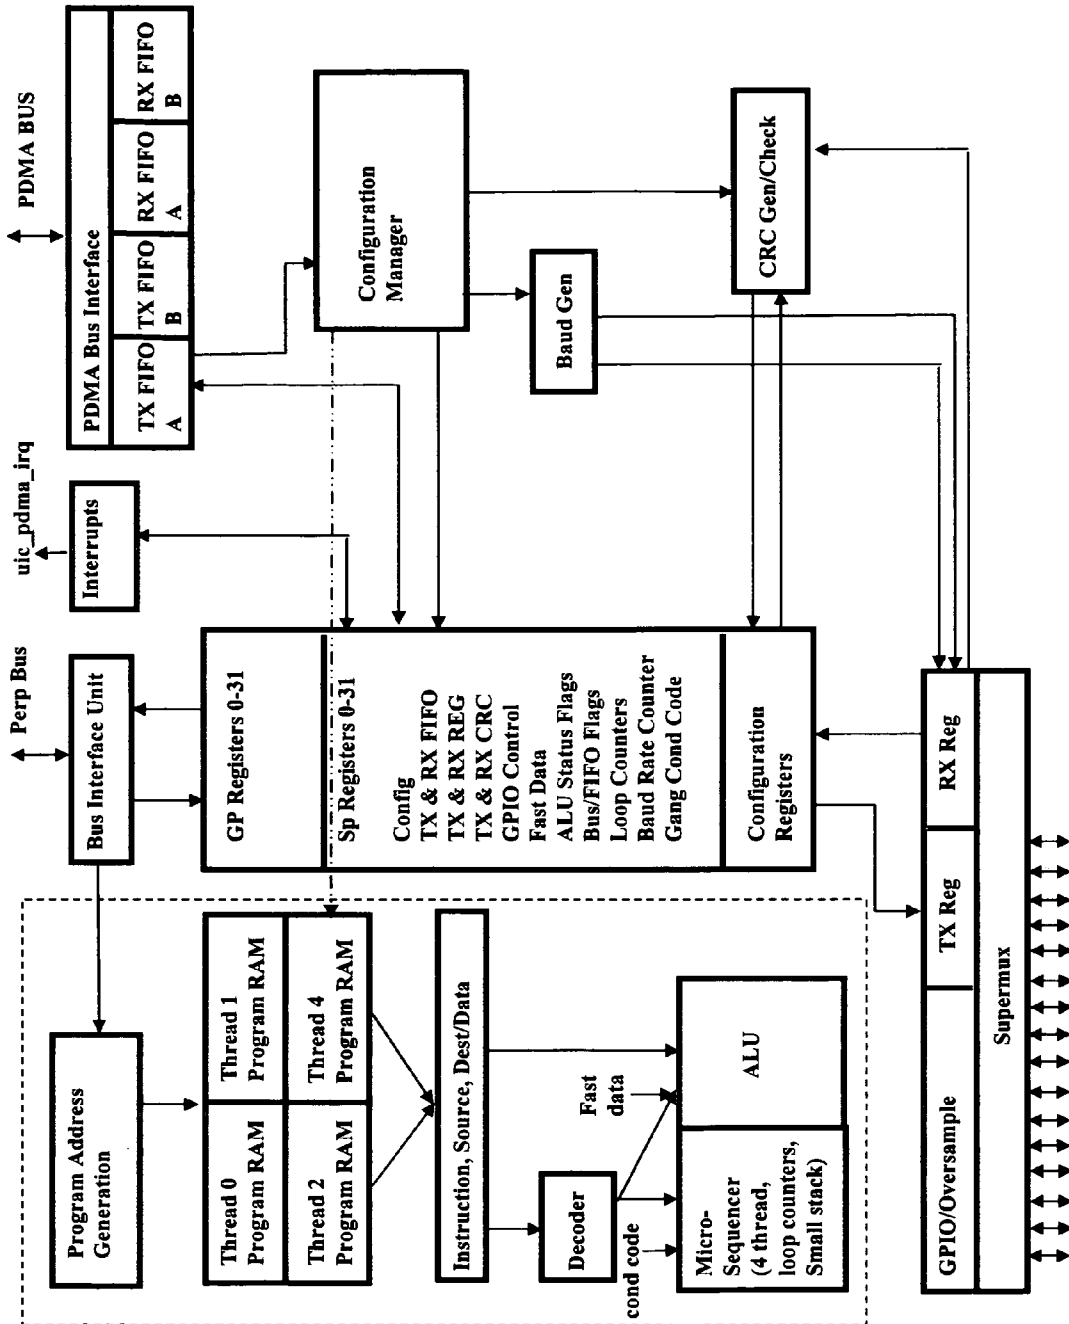 Program Address
Generation
Thread 0
Program RAM
Thread 1
Program RAM
Thread 2
Program RAM
Thread 4
Program RAM
Instruction, Source, Dest/Data
Decoder
Fast
data
cond code
Micro-
Sequencer
(4 thread,
loop counters,
Small stack)
ALU
Perp Bus
Bus Interface Unit
GP Registers 0-31
Sp Registers 0-31
Config
TX & RX FIFO
TX & RX REG
TX & RX CRC
GPIO Control
Fast Data
ALU Status Flags
Bus/FIFO Flags
Loop Counters
Baud Rate Counter
Gang Cond Code
Configuration
Registers
uic_pdma_irq
Interrupts
PDMA BUS
PDMA Bus Interface
TX FIFO
A
TX FIFO
B
RX FIFO
A
RX FIFO
B
Configuration
Manager
Baud Gen
CRC Gen/Check
GPIO/Oversample
TX Reg
RX Reg
Supermux